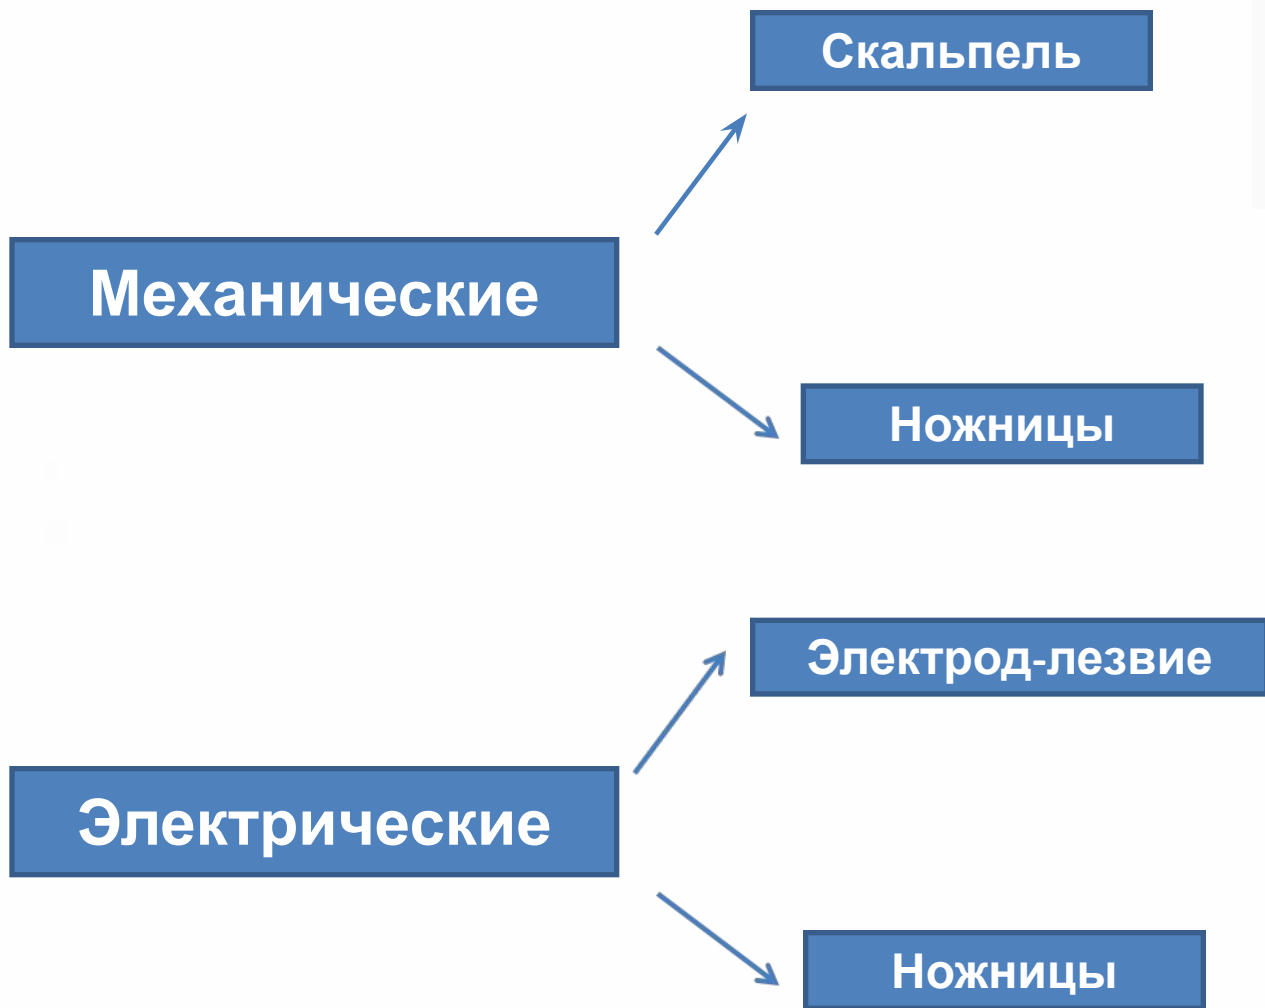 Скальпель
Механические
Ножницы
Электрод-лезвие
Электрические
Ножницы